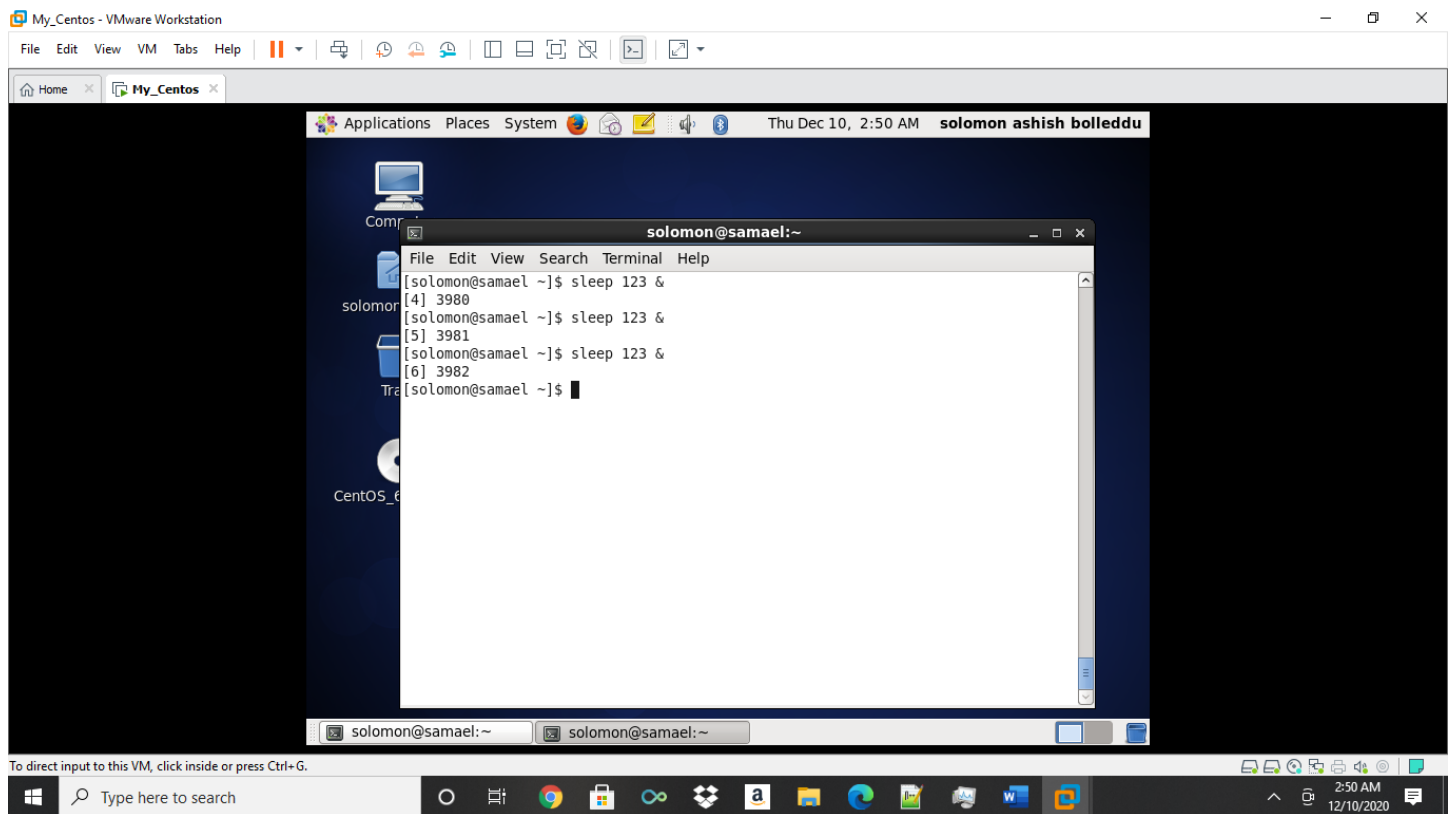 My_Centos - VMware Workstation
File Edit View VM Tabs Help
Home My_Centos
Applications Places System Thu Dec 10, 2:50 AM solomon ashish bolleddu
solomon@samael:~
File Edit View Search Terminal Help
[solomon@samael ~]$ sleep 123 &
[4] 3980
[solomon@samael ~]$ sleep 123 &
[5] 3981
[solomon@samael ~]$ sleep 123 &
[6] 3982
[solomon@samael ~]$
Comp
solomon
Tra
CentOS_6
solomon@samael:~ solomon@samael:~
To direct input to this VM, click inside or press Ctrl+G.
Type here to search
a
2:50 AM
12/10/2020